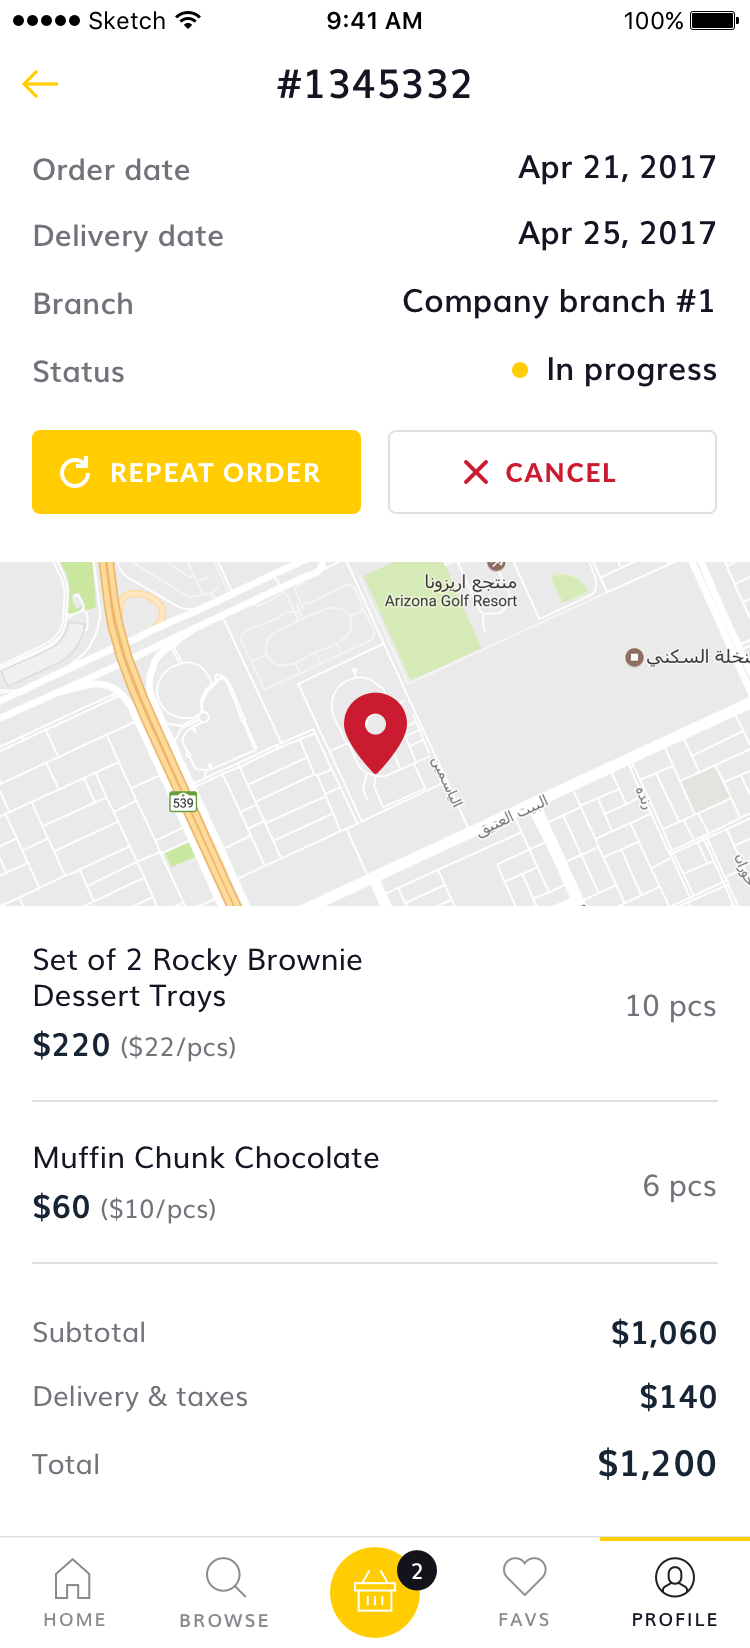 Sketch 9:41 AM 100%
#1345332
Order date Apr 21, 2017
Delivery date Apr 25, 2017
Branch Company branch #1
Status In progress
REPEAT ORDER CANCEL
منتجع اريزونا
Arizona Golf Resort
نخلة السكني
الياسمين
البيت العتيق
رنده
539
Set of 2 Rocky Brownie
Dessert Trays
10 pcs
$220 ($22/pcs)
Muffin Chunk Chocolate
6 pcs
$60 ($10/pcs)
Subtotal $1,060
Delivery & taxes $140
Total $1,200
2
HOME BROWSE FAVS PROFILE